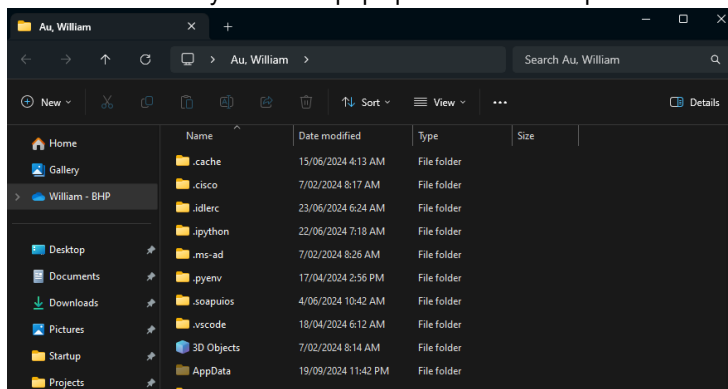 Au, William
Au, William
Search Au, William
New
Sort
View
Details
Name Date modified Type Size
Home
Gallery
William - BHP
Desktop
Documents
Downloads
Pictures
Startup
Projects
.cache 15/06/2024 4:13 AM File folder
.cisco 7/02/2024 8:17 AM File folder
.idlerc 23/06/2024 6:24 AM File folder
.ipython 22/06/2024 7:18 AM File folder
.ms-ad 7/02/2024 8:26 AM File folder
.pyenv 17/04/2024 2:56 PM File folder
.soapuios 4/06/2024 10:42 AM File folder
.vscode 18/04/2024 6:12 AM File folder
3D Objects 7/02/2024 8:14 AM File folder
AppData 19/09/2024 11:42 PM File folder